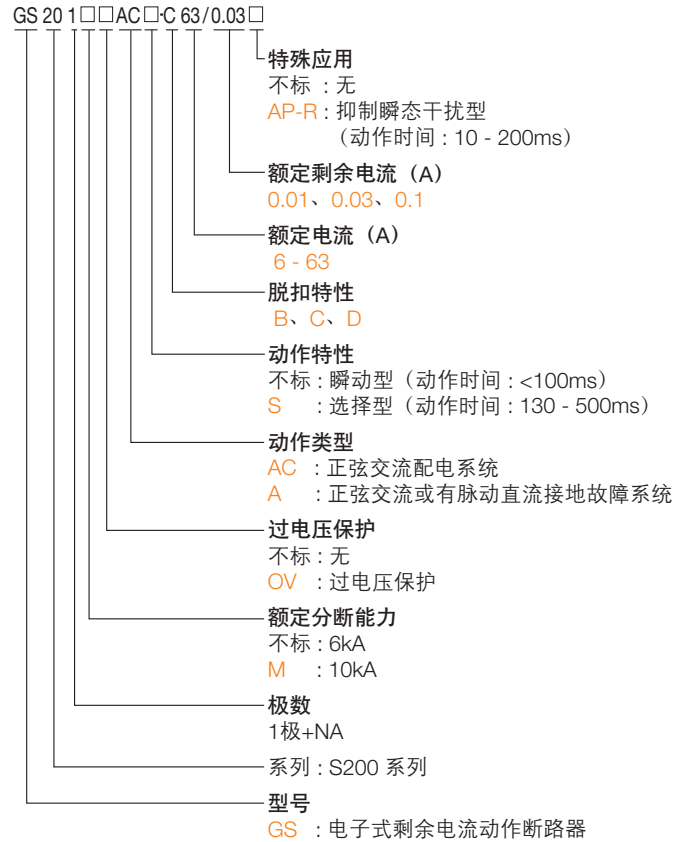 GS 20 1□□AC□·C 63/0.03□
特殊应用
不标 : 无
AP-R : 抑制瞬态干扰型
（动作时间 : 10 - 200ms）
额定剩余电流（A）
0.01、0.03、0.1
额定电流（A）
6 - 63
脱扣特性
B、C、D
动作特性
不标 : 瞬动型（动作时间 : <100ms）
S : 选择型（动作时间 : 130 - 500ms）
动作类型
AC : 正弦交流配电系统
A : 正弦交流或有脉动直流接地故障系统
过电压保护
不标 : 无
OV : 过电压保护
额定分断能力
不标 : 6kA
M : 10kA
极数
1极+NA
系列 : S200 系列
型号
GS : 电子式剩余电流动作断路器